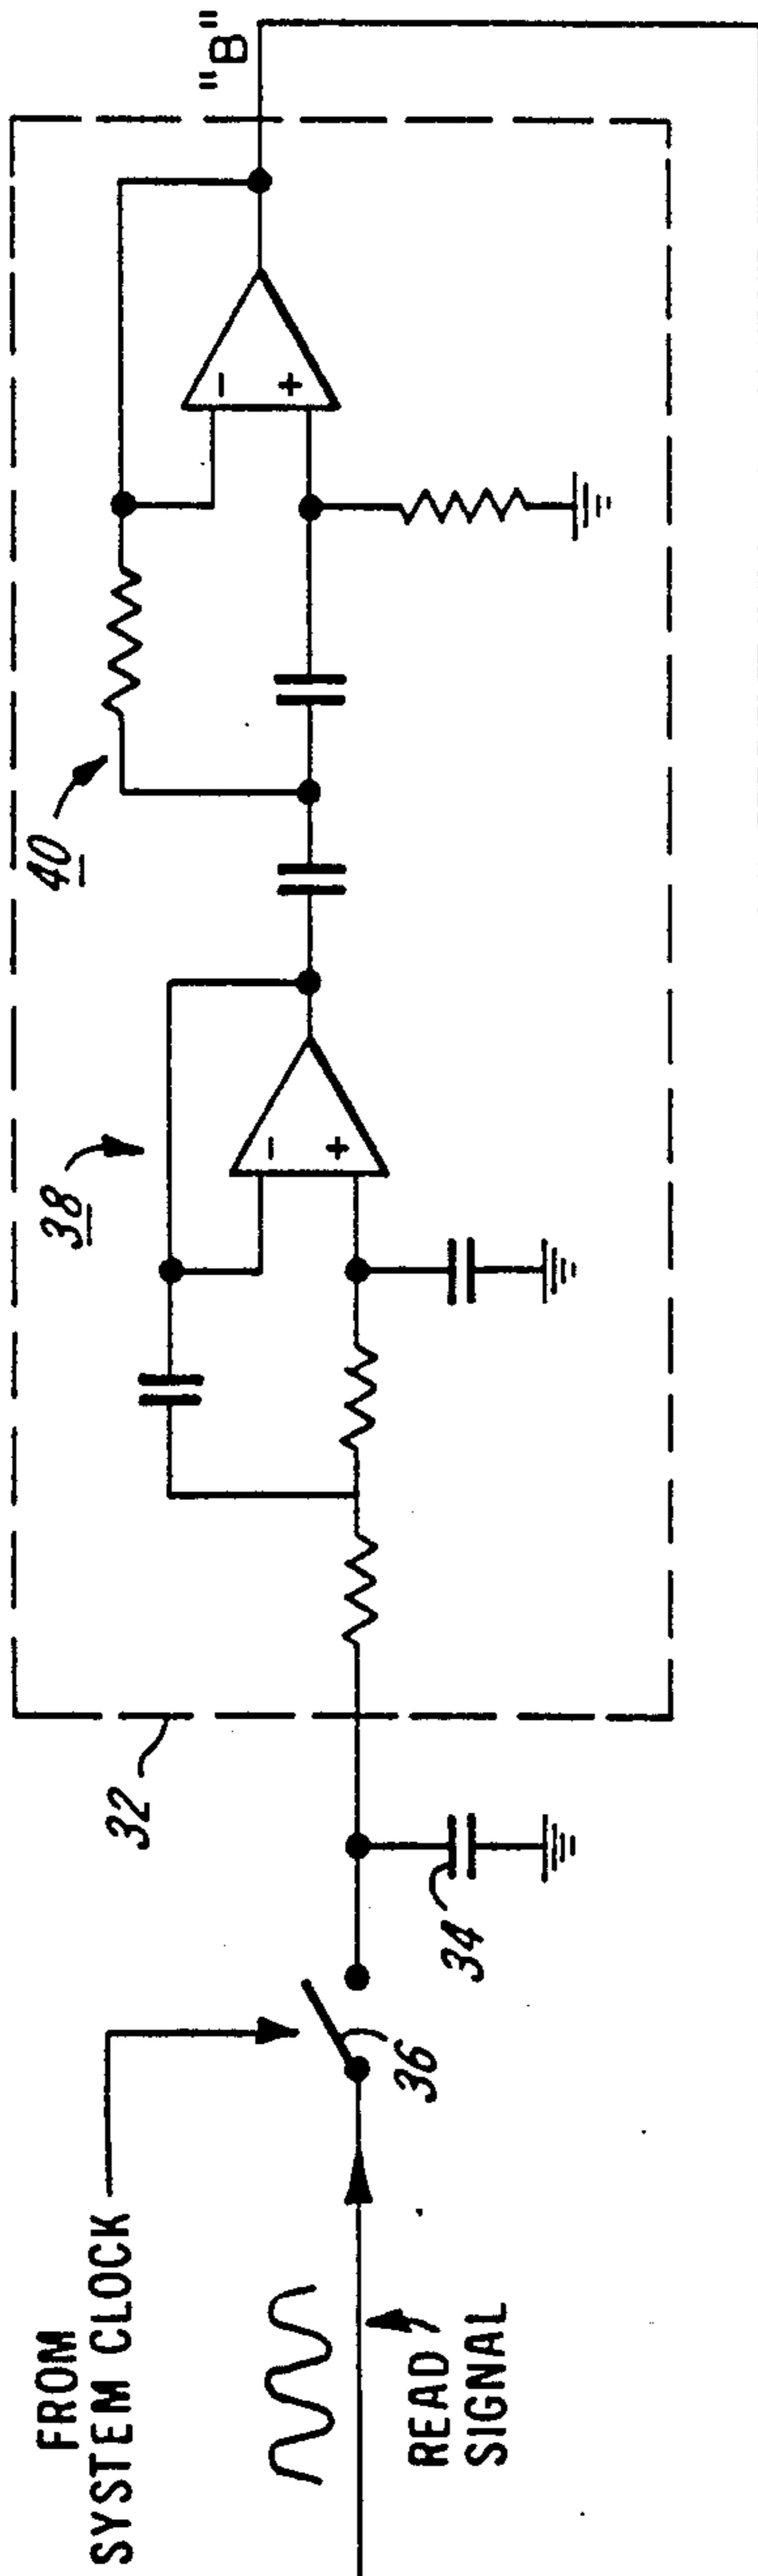 FROM
SYSTEM CLOCK
READ
SIGNAL
36
34
32
38
40
-
+
-
+
"B"